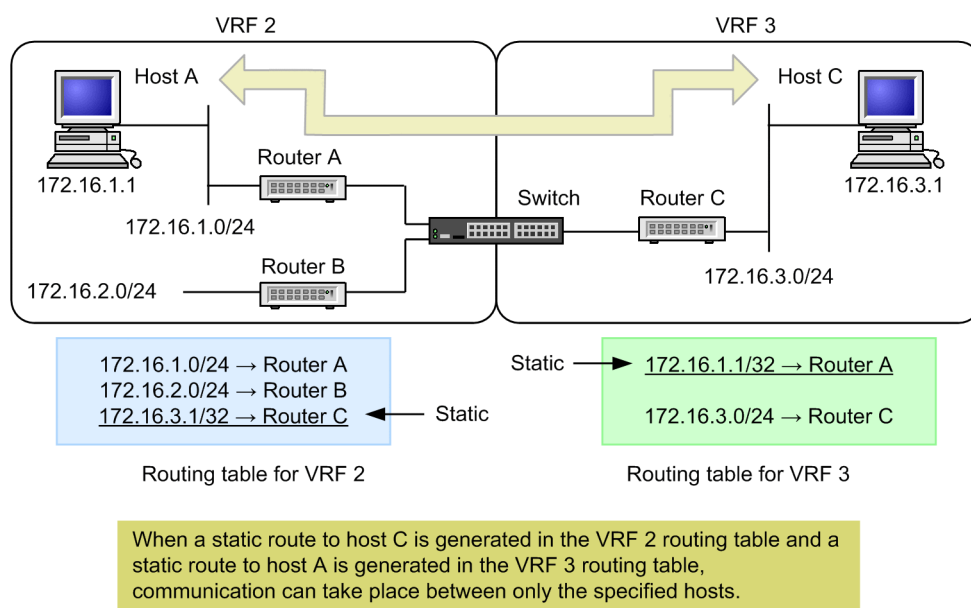 VRF 2
VRF 3
Host A
Host C
172.16.1.1
Router A
172.16.1.0/24
Switch
Router C
172.16.3.1
Router B
172.16.2.0/24
172.16.3.0/24
172.16.1.0/24 → Router A
172.16.2.0/24 → Router B
172.16.3.1/32 → Router C
Static
Static
172.16.1.1/32 → Router A
172.16.3.0/24 → Router C
Routing table for VRF 2
Routing table for VRF 3
When a static route to host C is generated in the VRF 2 routing table and a
static route to host A is generated in the VRF 3 routing table,
communication can take place between only the specified hosts.